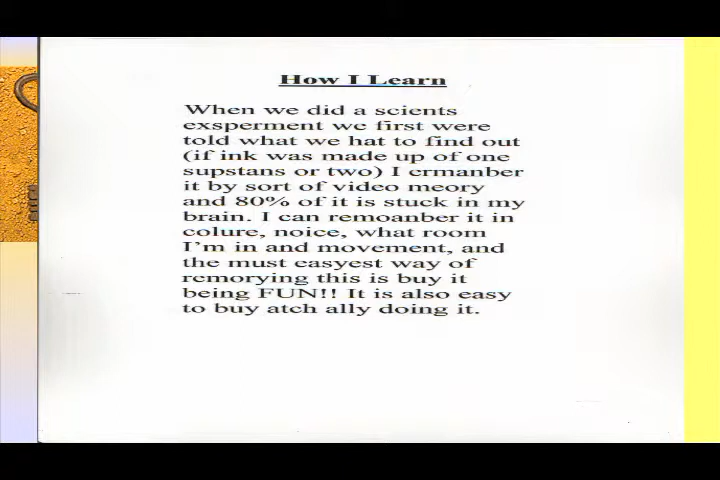 How I Learn
When we did a scients
exsperment we first were
told what we hat to find out
(if ink was made up of one
supstans or two) I ermanber
it by sort of video meory
and 80% of it is stuck in my
brain. I can remoanber it in
colure, noice, what room
I'm in and movement, and
the must easyest way of
remorying this is buy it
being FUN!! It is also easy
to buy atch ally doing it.